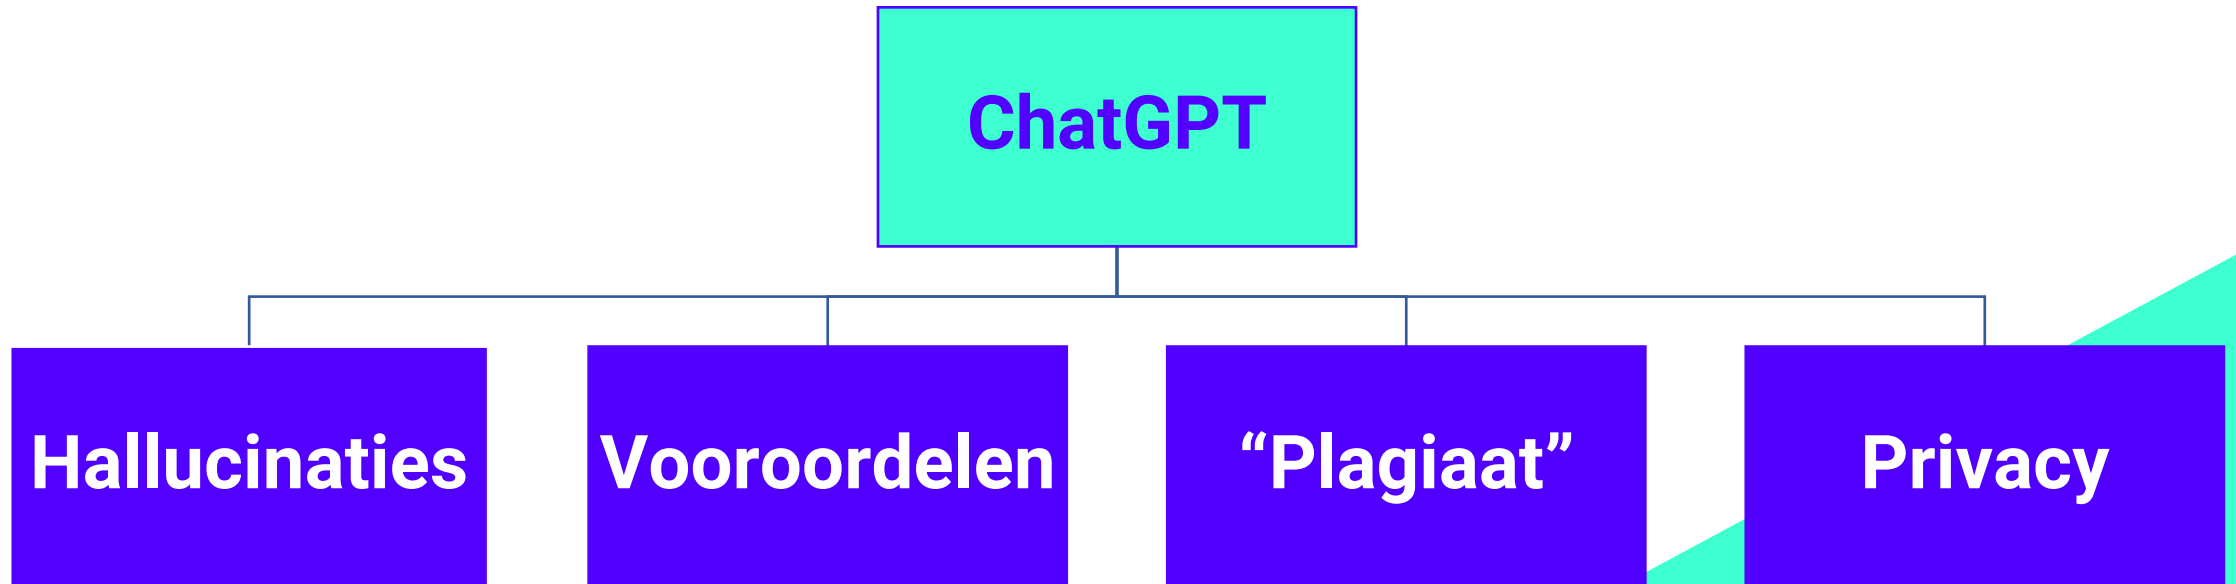 ChatGPT
Hallucinaties
Vooroordelen
“Plagiaat”
Privacy